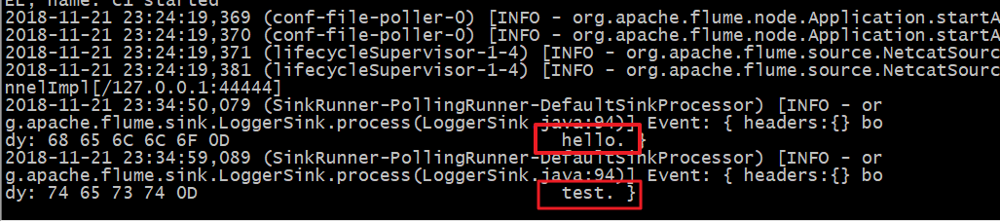 EL, name: c1 started
2018-11-21 23:24:19,369 (conf-file-poller-0) [INFO - org.apache.flume.node.Application.startA
2018-11-21 23:24:19,370 (conf-file-poller-0) [INFO - org.apache.flume.node.Application.startA
2018-11-21 23:24:19,371 (lifecycleSupervisor-1-4) [INFO - org.apache.flume.source.NetcatSourc
2018-11-21 23:24:19,381 (lifecycleSupervisor-1-4) [INFO - org.apache.flume.source.NetcatSourc
nnelImpl[/127.0.0.1:44444]
2018-11-21 23:34:50,079 (SinkRunner-PollingRunner-DefaultSinkProcessor) [INFO - or
g.apache.flume.sink.LoggerSink.process(LoggerSink.java:94)] Event: { headers:{} bo
dy: 68 65 6C 6C 6F 0D hello. }
2018-11-21 23:34:59,089 (SinkRunner-PollingRunner-DefaultSinkProcessor) [INFO - or
g.apache.flume.sink.LoggerSink.process(LoggerSink.java:94)] Event: { headers:{} bo
dy: 74 65 73 74 0D test. }